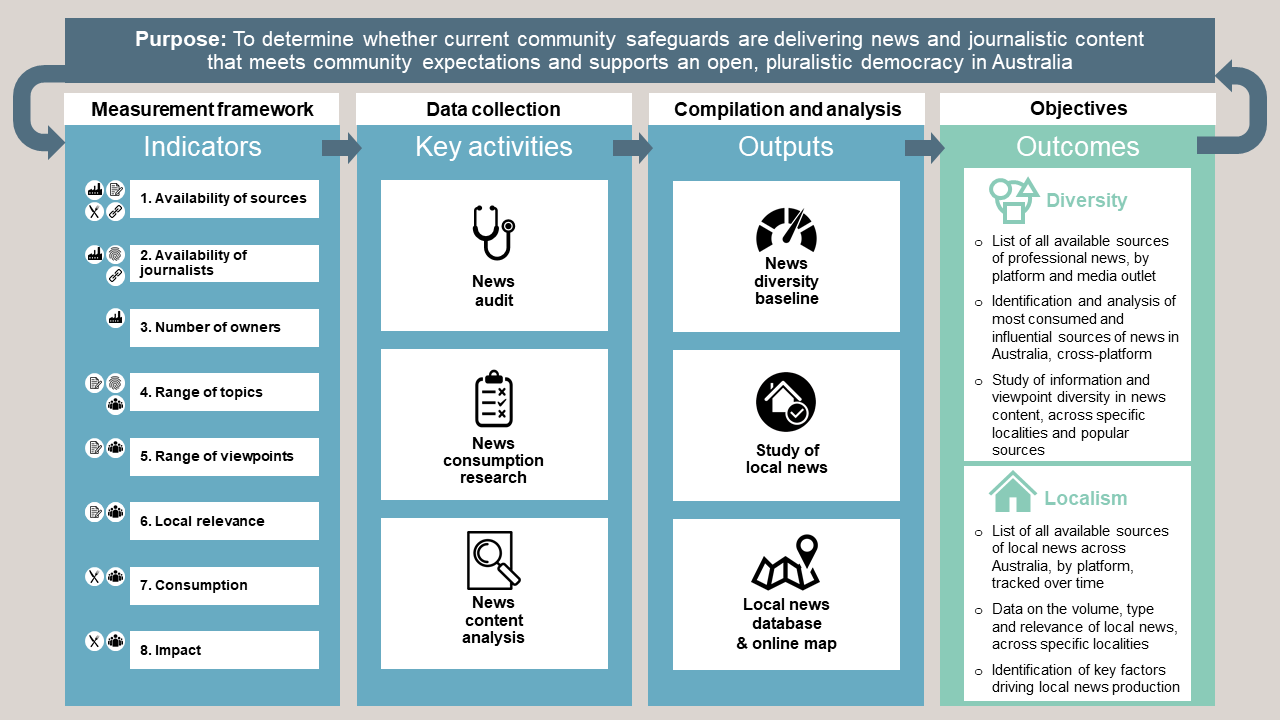 Purpose: To determine whether current community safeguards are delivering news and journalistic content
that meets community expectations and supports an open, pluralistic democracy in Australia
Measurement framework
Indicators
1. Availability of sources
2. Availability of
journalists
3. Number of owners
4. Range of topics
5. Range of viewpoints
6. Local relevance
7. Consumption
8. Impact
Data collection
Key activities
News
audit
News
consumption
research
News
content
analysis
Compilation and analysis
Outputs
News
diversity
baseline
Study of
local news
Local news
database
& online map
Objectives
Outcomes
Diversity
o List of all available sources
of professional news, by
platform and media outlet
o Identification and analysis of
most consumed and
influential sources of news in
Australia, cross-platform
o Study of information and
viewpoint diversity in news
content, across specific
localities and popular
sources
Localism
o List of all available sources
of local news across
Australia, by platform,
tracked over time
o Data on the volume, type
and relevance of local news,
across specific localities
o Identification of key factors
driving local news production